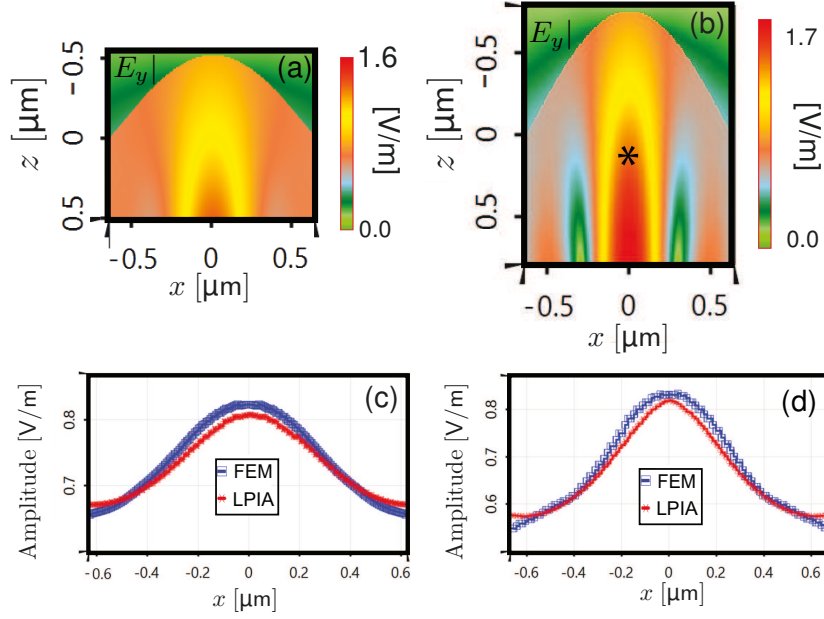 (a)
E_y|
1.6
[V/m]
0.0
z [μm]
-0.5
0
0.5
-0.5 0 0.5
x [μm]
(b)
E_y|
1.7
[V/m]
0.0
z [μm]
-0.5
0
0.5
*
-0.5 0 0.5
x [μm]
(c)
Amplitude [V/m]
0.8
0.7
FEM
LPIA
-0.6 -0.4 -0.2 0 0.2 0.4 0.6
x [μm]
(d)
Amplitude [V/m]
0.8
0.7
0.6
FEM
LPIA
-0.6 -0.4 -0.2 0 0.2 0.4 0.6
x [μm]